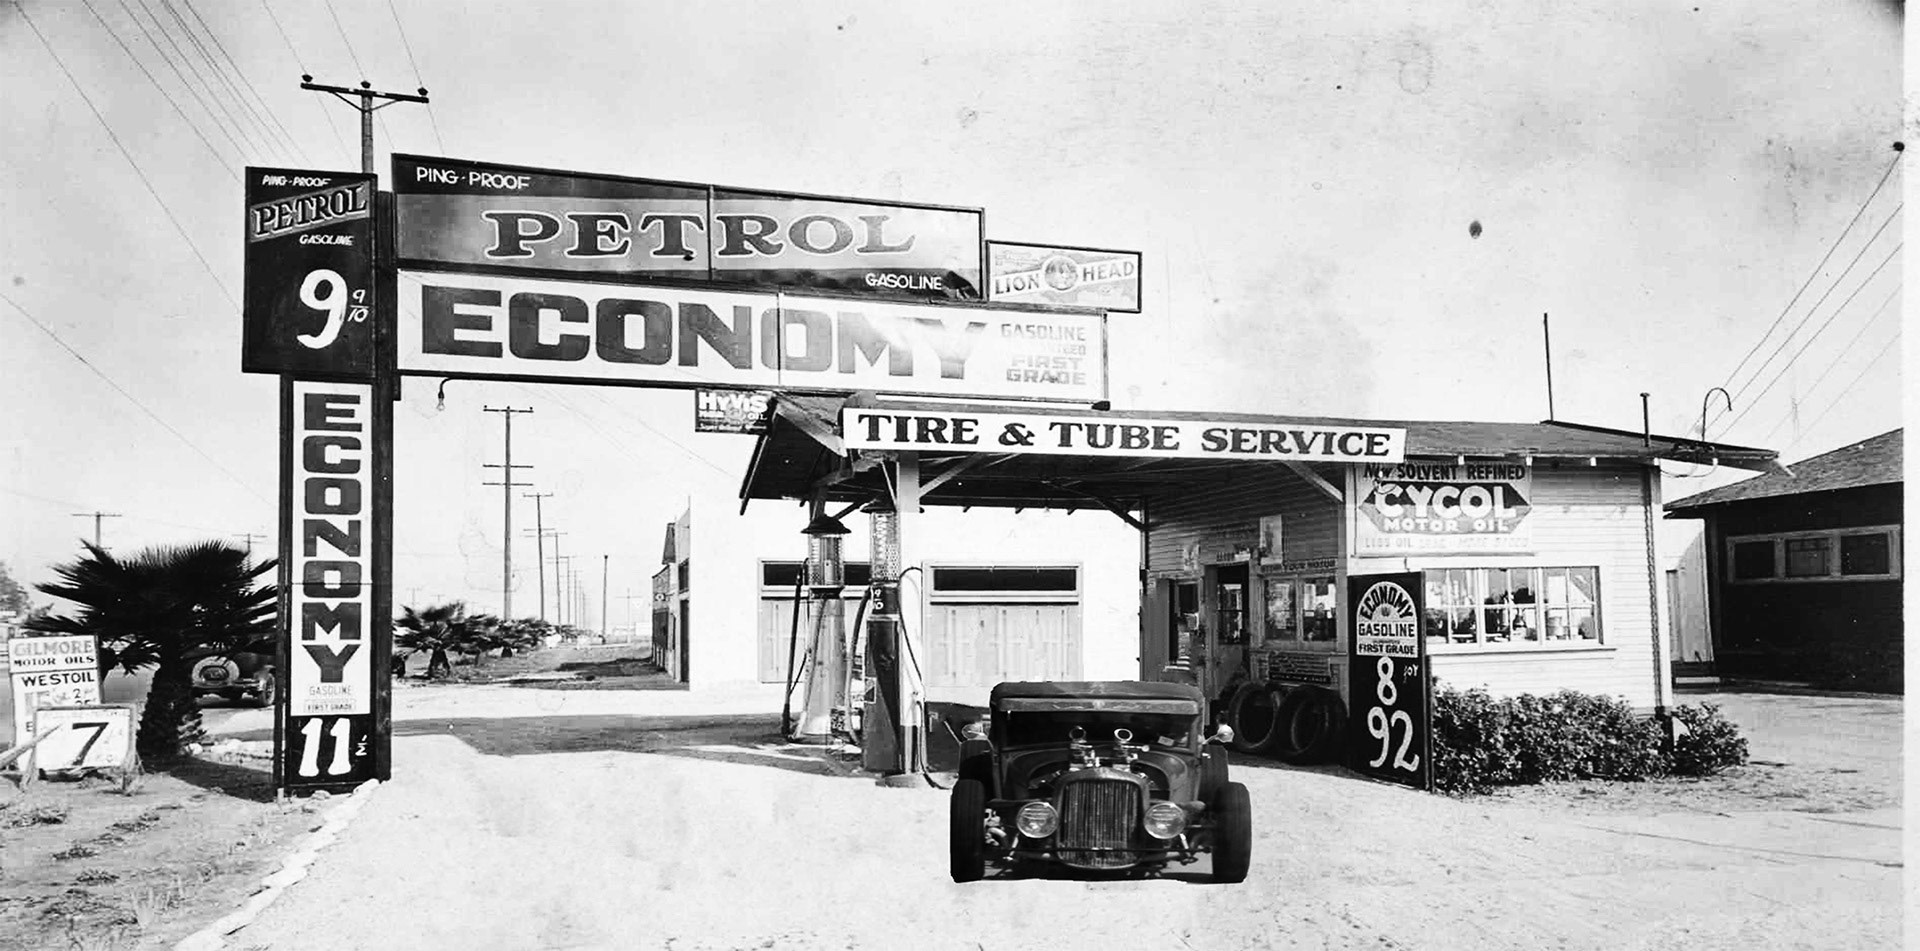 PING-PROOF
PETROL
GASOLINE
9 9/10
ECONOMY
GASOLINE
FIRST GRADE
11 1/2
PING-PROOF
PETROL
GASOLINE
LION HEAD
ECONOMY
GASOLINE
FIRST
GRADE
HYVIS
OIL
TIRE & TUBE SERVICE
NEW SOLVENT REFINED
CYCOL
MOTOR OIL
ECONOMY
GASOLINE
FIRST GRADE
8
92
GILMORE
MOTOR OILS
WESTOIL
7